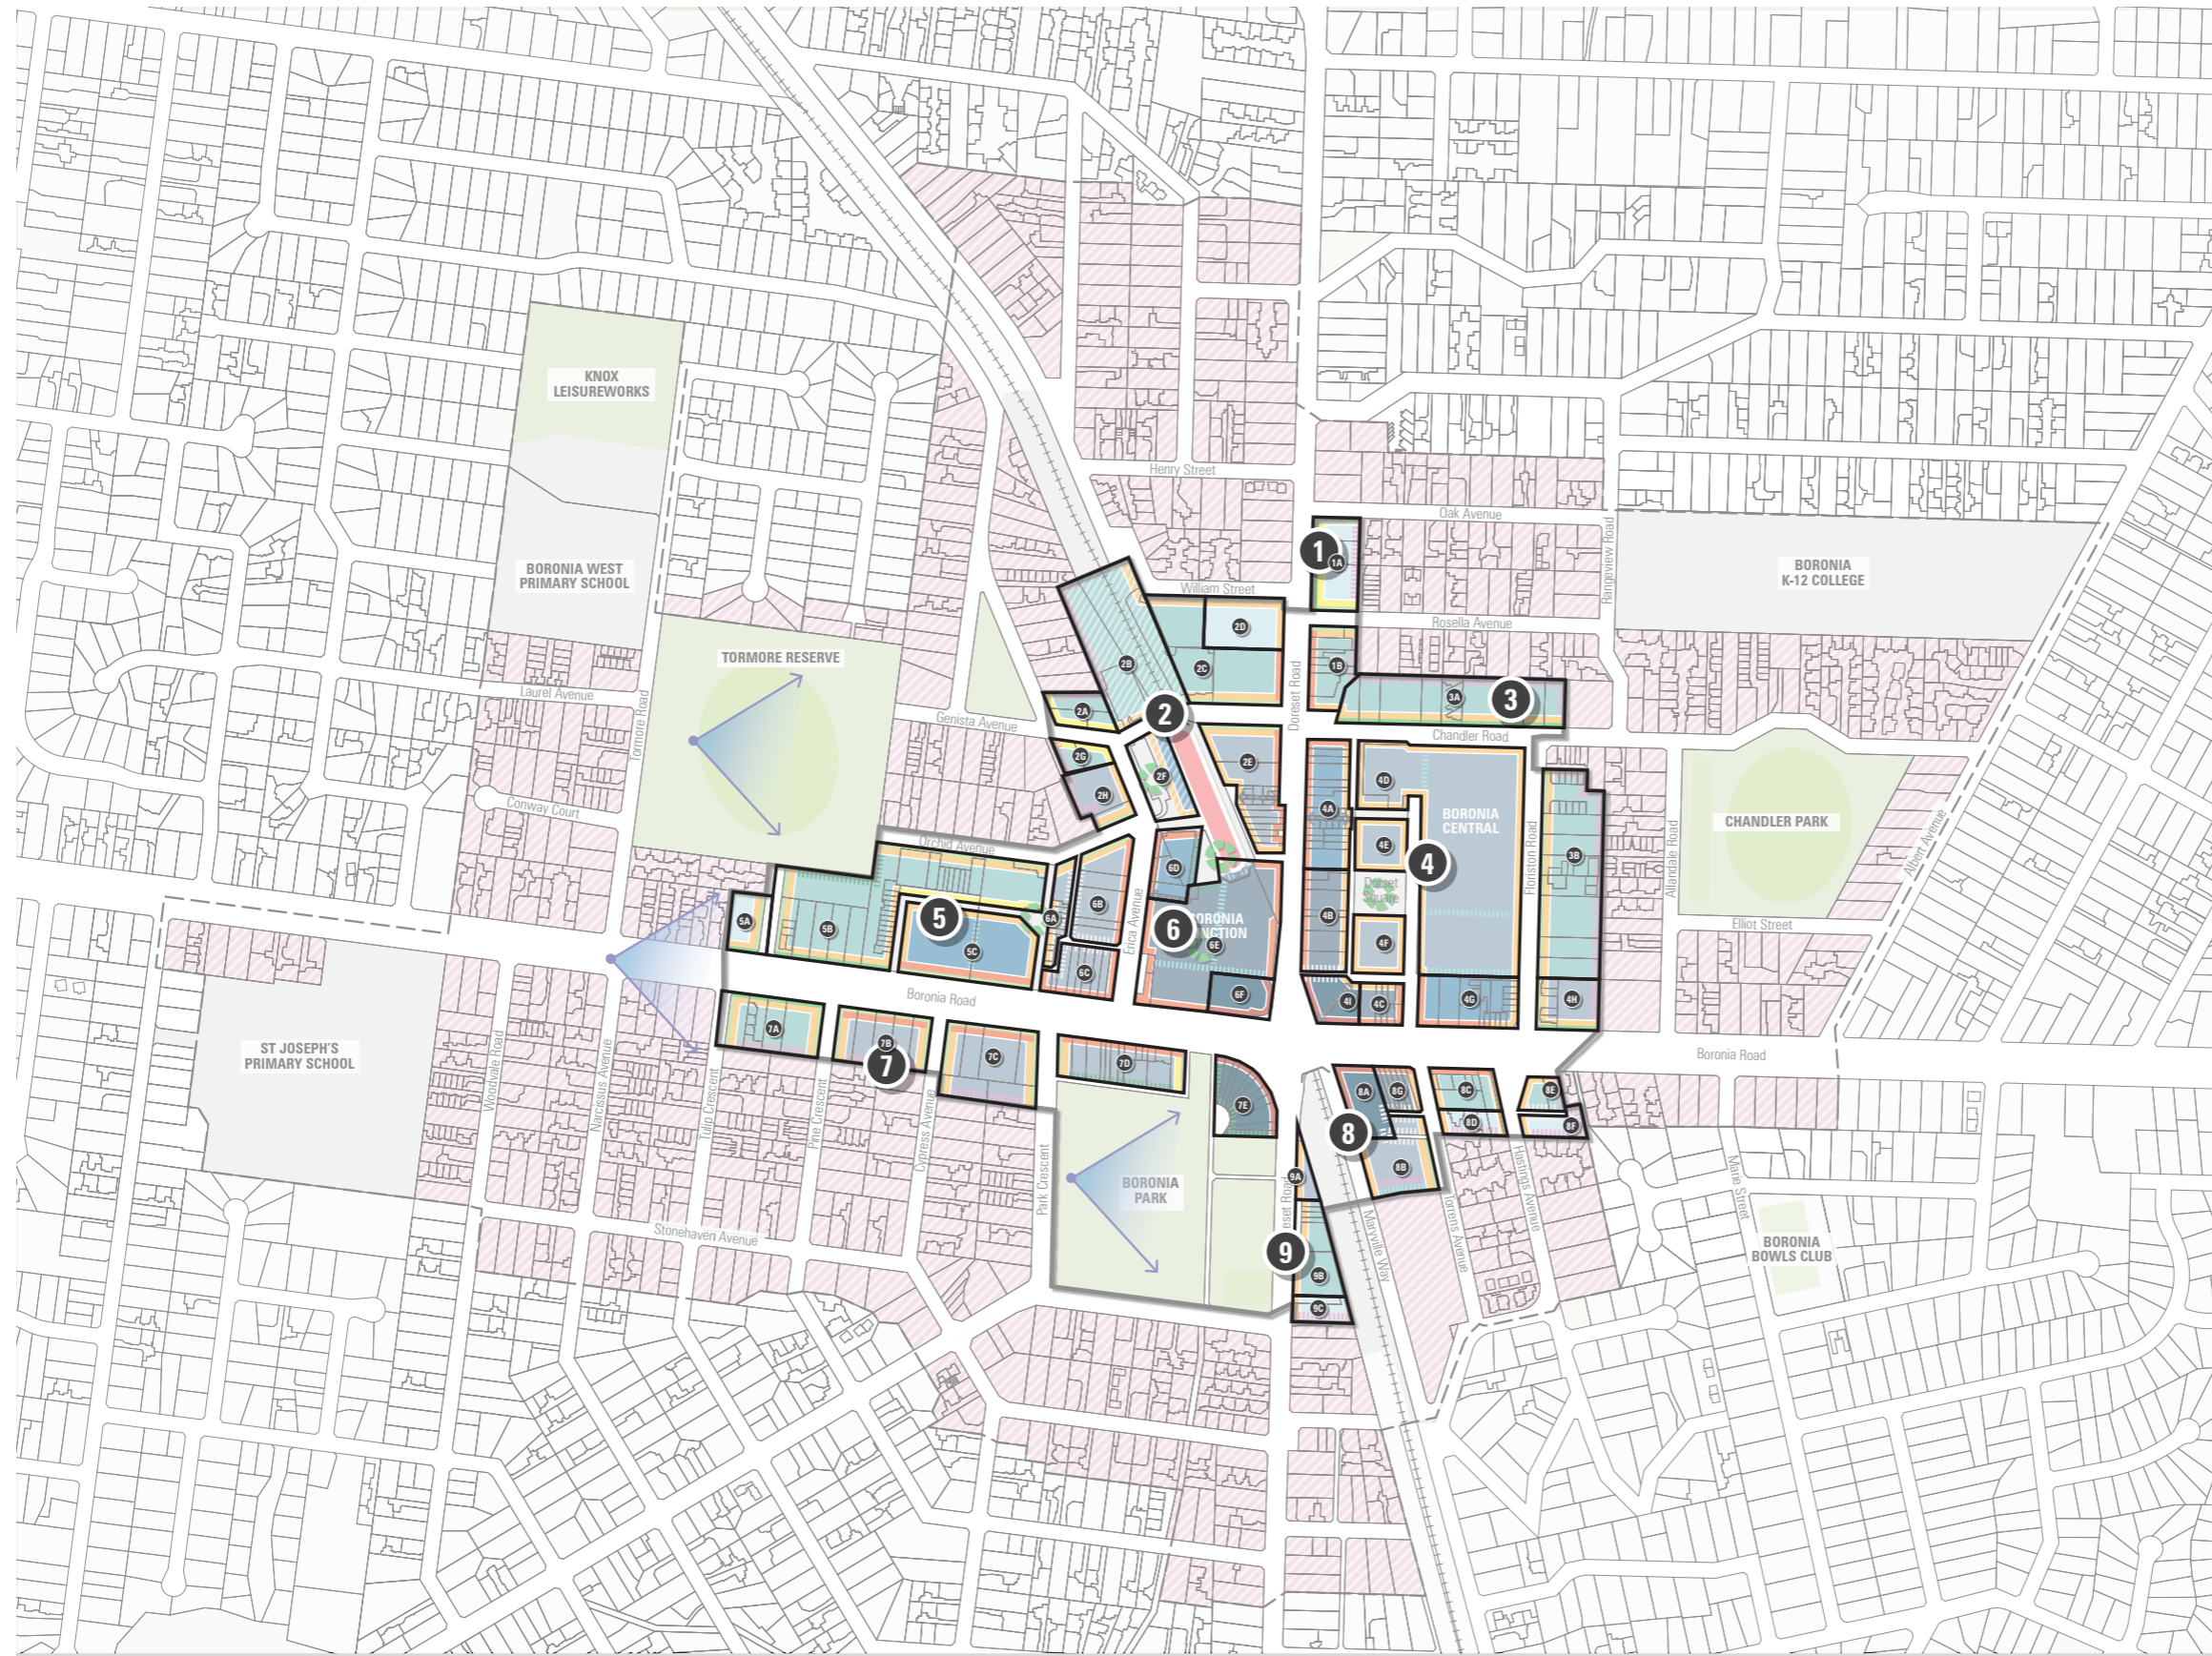 KNOX
LEISUREWORKS
Henry Street
Oak Avenue
Rangeview Road
1
1A
BORONIA WEST
PRIMARY SCHOOL
BORONIA
K-12 COLLEGE
William Street
Rosella Avenue
2D
TORMORE RESERVE
2B
2C
1B
Laurel Avenue
Tormore Road
Doreset Road
3A
3
2A
2
Genista Avenue
Chandler Road
2G
2E
2F
4D
2H
Conway Court
4A
BORONIA
CENTRAL
CHANDLER PARK
Floriston Road
Allandale Road
Albert Avenue
Orchid Avenue
4E
3B
6D
4
Dorset
Square
5A
5
6A
6B
4B
5B
6
6E
Elliot Street
Erica Avenue
4F
5C
6C
6F
4I
4C
4G
4H
Boronia Road
7A
7B
7
7C
7D
ST JOSEPH'S
PRIMARY SCHOOL
Boronia Road
7E
8A
8G
8C
8E
8D
8F
8
8B
Woodvale Road
Narcissus Avenue
Tulip Crescent
Pine Crescent
Cypress Avenue
Park Crescent
BORONIA
PARK
9A
Hastings Avenue
Torrens Avenue
Maryville Way
Marie Street
Stonehaven Avenue
9
9B
9C
BORONIA
BOWLS CLUB